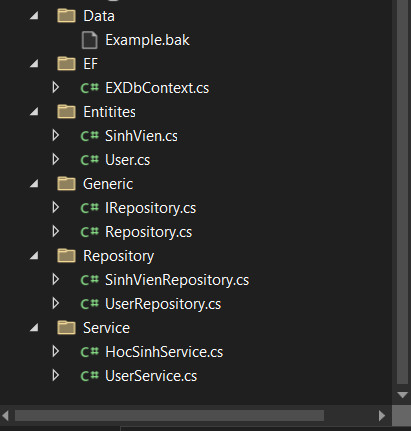 Data
Example.bak
EF
C# EXDbContext.cs
Entitites
C# SinhVien.cs
C# User.cs
Generic
C# IRepository.cs
C# Repository.cs
Repository
C# SinhVienRepository.cs
C# UserRepository.cs
Service
C# HocSinhService.cs
C# UserService.cs